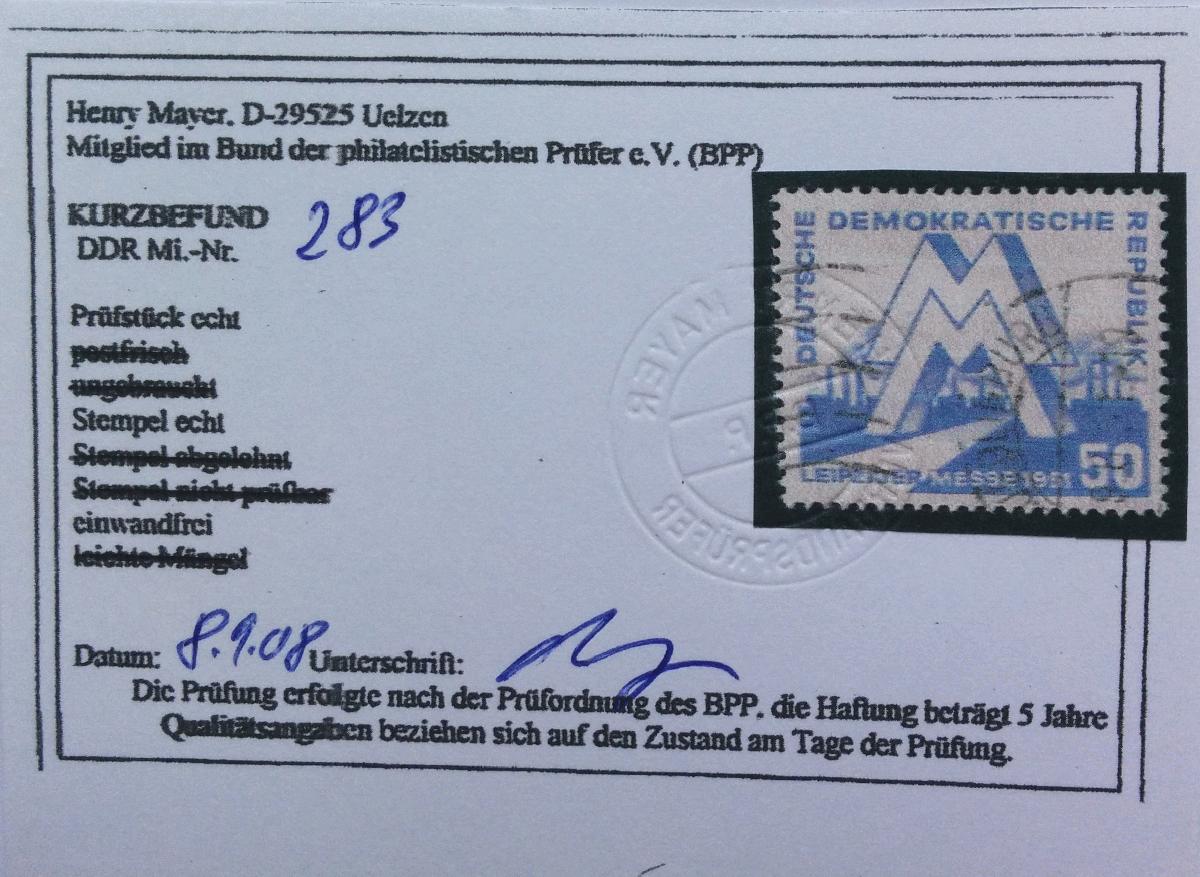 Henry Mayer. D-29525 Uelzen
Mitglied im Bund der philatelistischen Prüfer e.V. (BPP)
KURZBEFUND 283
DDR Mi.-Nr.
Prüfstück echt
postfrisch
ungebraucht
Stempel echt
Stempel abgelehnt
Stempel nicht prüfbar
einwandfrei
leichte Mängel
Datum: 8.9.08 Unterschrift:
Die Prüfung erfolgte nach der Prüfordnung des BPP. die Haftung beträgt 5 Jahre
Qualitätsangaben beziehen sich auf den Zustand am Tage der Prüfung.
DEUTSCHE
DEMOKRATISCHE
REPUBLIK
MM
LEIPZIGER MESSE 1951
50
MAYER
BUNDESPRÜFER